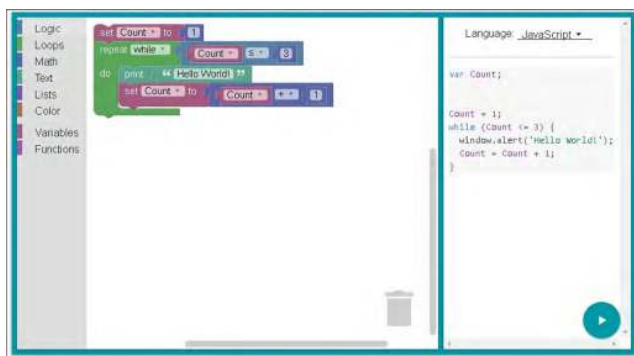 Logic
Loops
Math
Text
Lists
Color
Variables
Functions
set Count to 1
repeat while Count ≤ 3
do print “ Hello World! ”
set Count to Count + 1
Language: JavaScript
var Count;
Count = 1;
while (Count <= 3) {
window.alert('Hello World!');
Count = Count + 1;
}